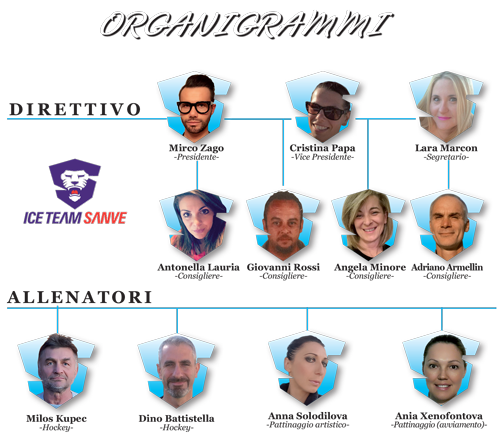 ORGANIGRAMMI
DIRETTIVO
Mirco Zago
-Presidente-
Cristina Papa
-Vice Presidente-
Lara Marcon
-Segretario-
ICE TEAM SANVE
Antonella Lauria
-Consigliere-
Giovanni Rossi
-Consigliere-
Angela Minore
-Consigliere-
Adriano Armellin
-Consigliere-
ALLENATORI
Milos Kupec
-Hockey-
Dino Battistella
-Hockey-
Anna Solodilova
-Pattinaggio artistico-
Ania Xenofontova
-Pattinaggio (avviamento)-